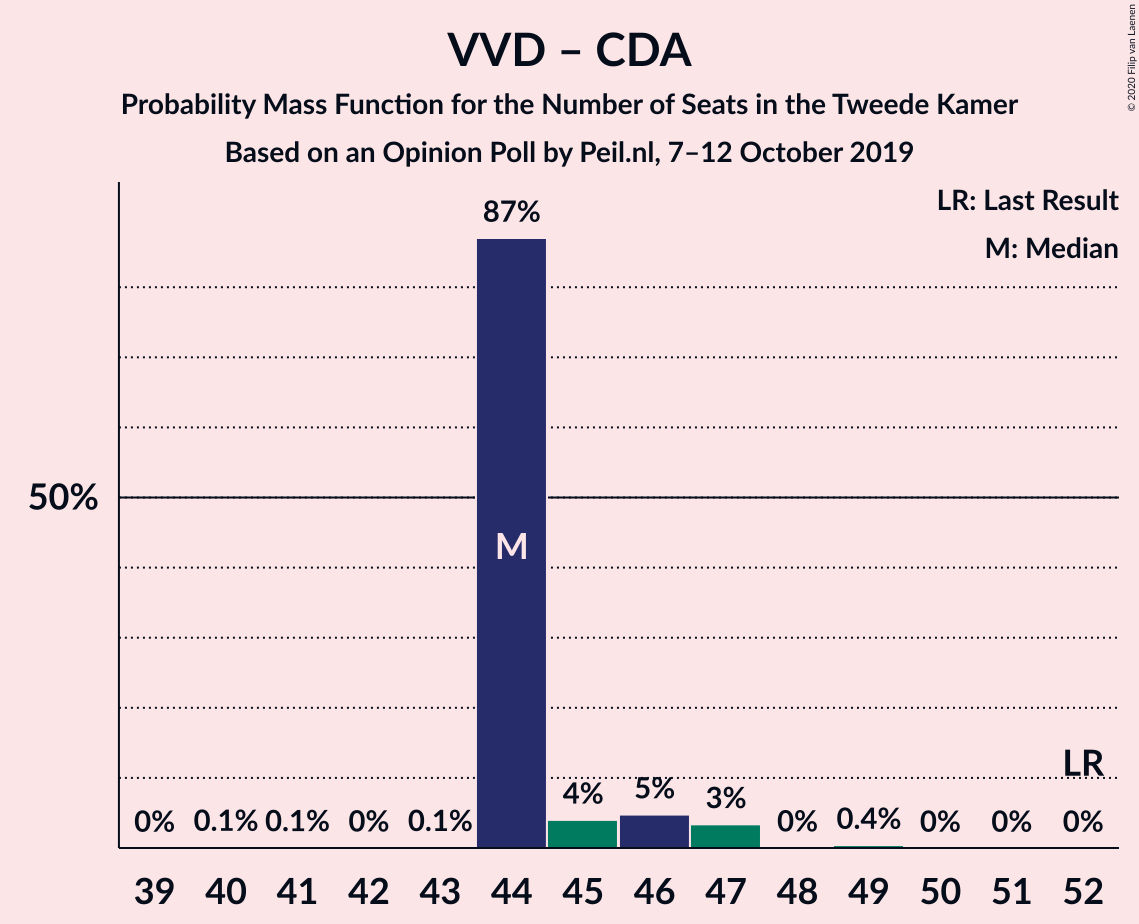 VVD – CDA
Probability Mass Function for the Number of Seats in the Tweede Kamer
Based on an Opinion Poll by Peil.nl, 7–12 October 2019
© 2020 Filip van Laenen
LR: Last Result
M: Median
87%
50%
M
LR
0% 0.1% 0.1% 0% 0.1% 4% 5% 3% 0% 0.4% 0% 0% 0%
39 40 41 42 43 44 45 46 47 48 49 50 51 52